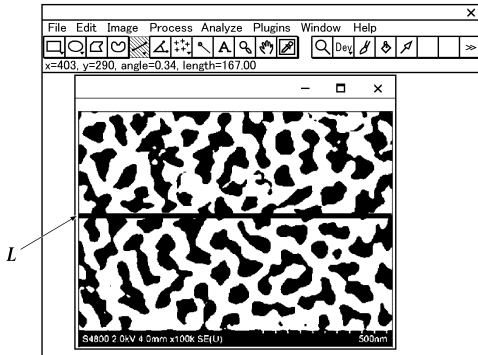 File Edit Image Process Analyze Plugins Window Help
A Dev. >>
x=403, y=290, angle=0.34, length=167.00
L
S4800 2.0kV 4.0mm x100k SE(U) 500nm